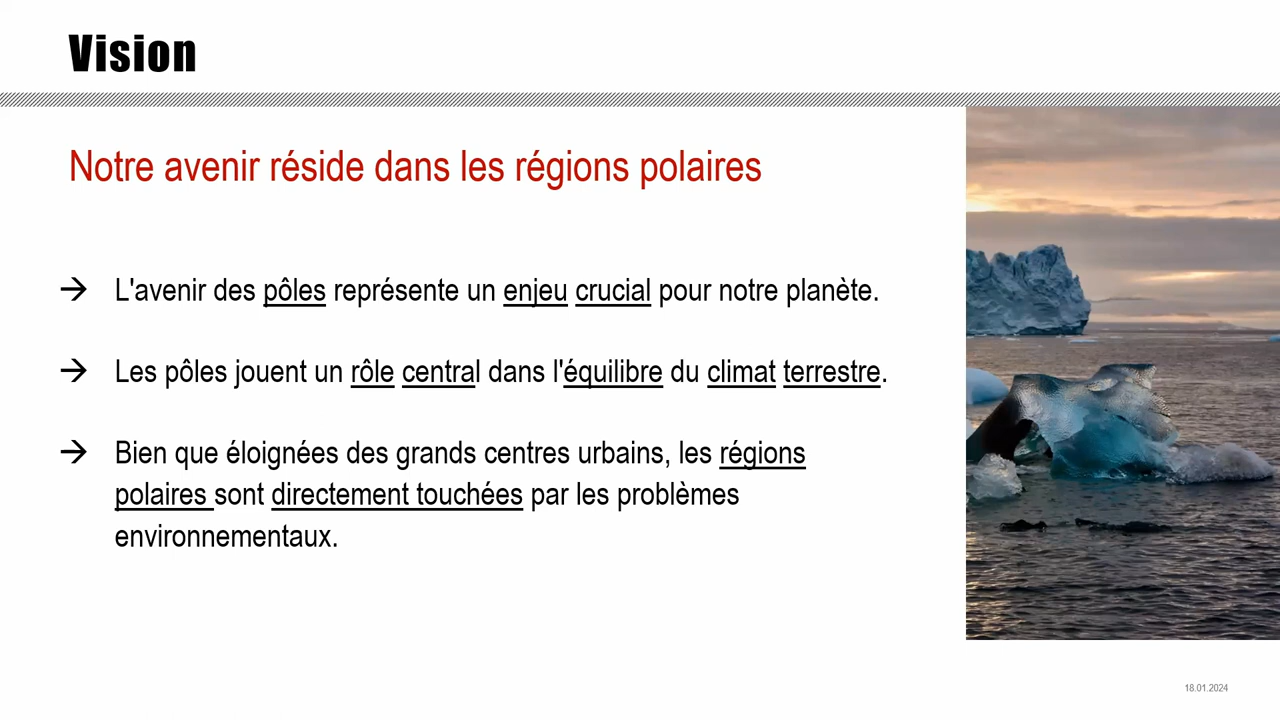 Vision
Notre avenir réside dans les régions polaires
→ L'avenir des pôles représente un enjeu crucial pour notre planète.
→ Les pôles jouent un rôle central dans l'équilibre du climat terrestre.
→ Bien que éloignées des grands centres urbains, les régions
polaires sont directement touchées par les problèmes
environnementaux.
18.01.2024